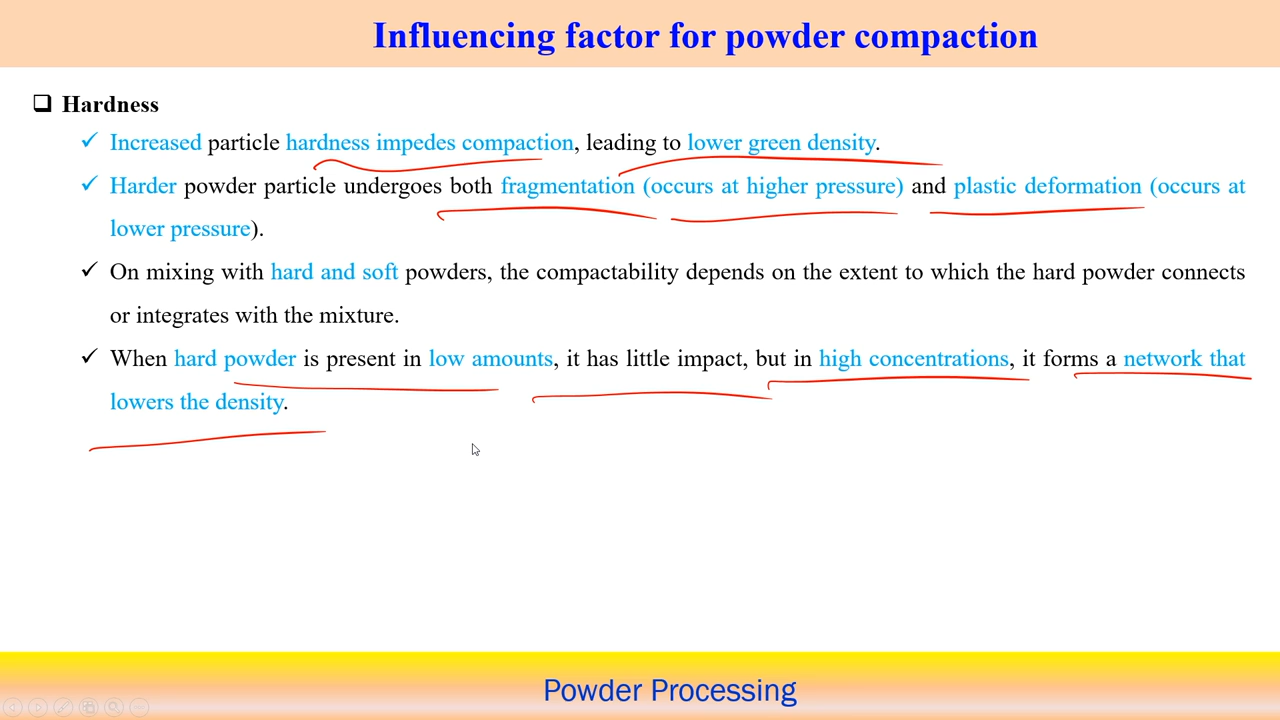 Influencing factor for powder compaction
Hardness
Increased particle hardness impedes compaction, leading to lower green density.
Harder powder particle undergoes both fragmentation (occurs at higher pressure) and plastic deformation (occurs at
lower pressure).
On mixing with hard and soft powders, the compactability depends on the extent to which the hard powder connects
or integrates with the mixture.
When hard powder is present in low amounts, it has little impact, but in high concentrations, it forms a network that
lowers the density.
Powder Processing